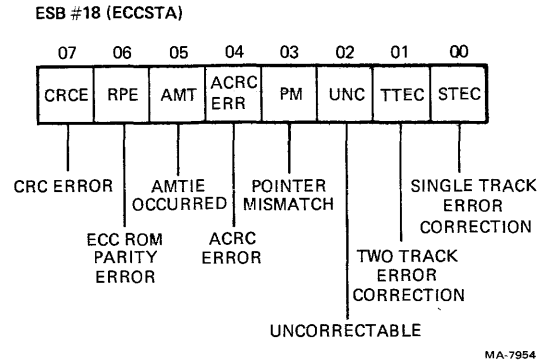 ESB #18 (ECCSTA)
07 06 05 04 03 02 01 00
CRCE RPE AMT ACRC ERR PM UNC TTEC STEC
CRC ERROR
ECC ROM
PARITY
ERROR
AMTIE
OCCURRED
ACRC
ERROR
POINTER
MISMATCH
UNCORRECTABLE
TWO TRACK
ERROR
CORRECTION
SINGLE TRACK
ERROR
CORRECTION
MA-7954